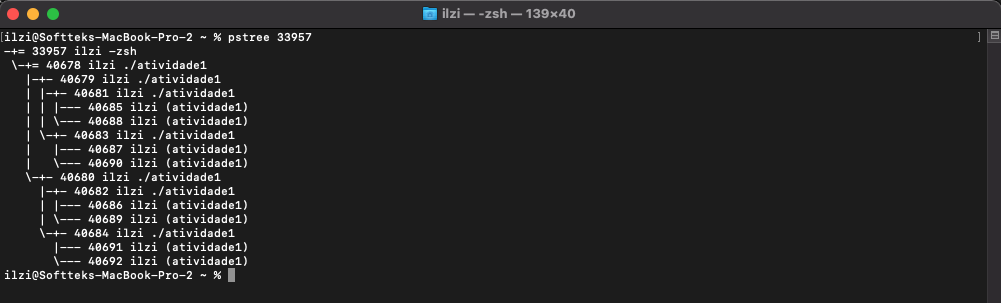 ilzi — -zsh — 139×40
[ilzi@Softteks-MacBook-Pro-2 ~ % pstree 33957 ]
-+= 33957 ilzi -zsh
 \-+= 40678 ilzi ./atividade1
   |-+- 40679 ilzi ./atividade1
   | |-+- 40681 ilzi ./atividade1
   | | |--- 40685 ilzi (atividade1)
   | | \--- 40688 ilzi (atividade1)
   | \-+- 40683 ilzi ./atividade1
   |   |--- 40687 ilzi (atividade1)
   |   \--- 40690 ilzi (atividade1)
   \-+- 40680 ilzi ./atividade1
     |-+- 40682 ilzi ./atividade1
     | |--- 40686 ilzi (atividade1)
     | \--- 40689 ilzi (atividade1)
     \-+- 40684 ilzi ./atividade1
       |--- 40691 ilzi (atividade1)
       \--- 40692 ilzi (atividade1)
ilzi@Softteks-MacBook-Pro-2 ~ %